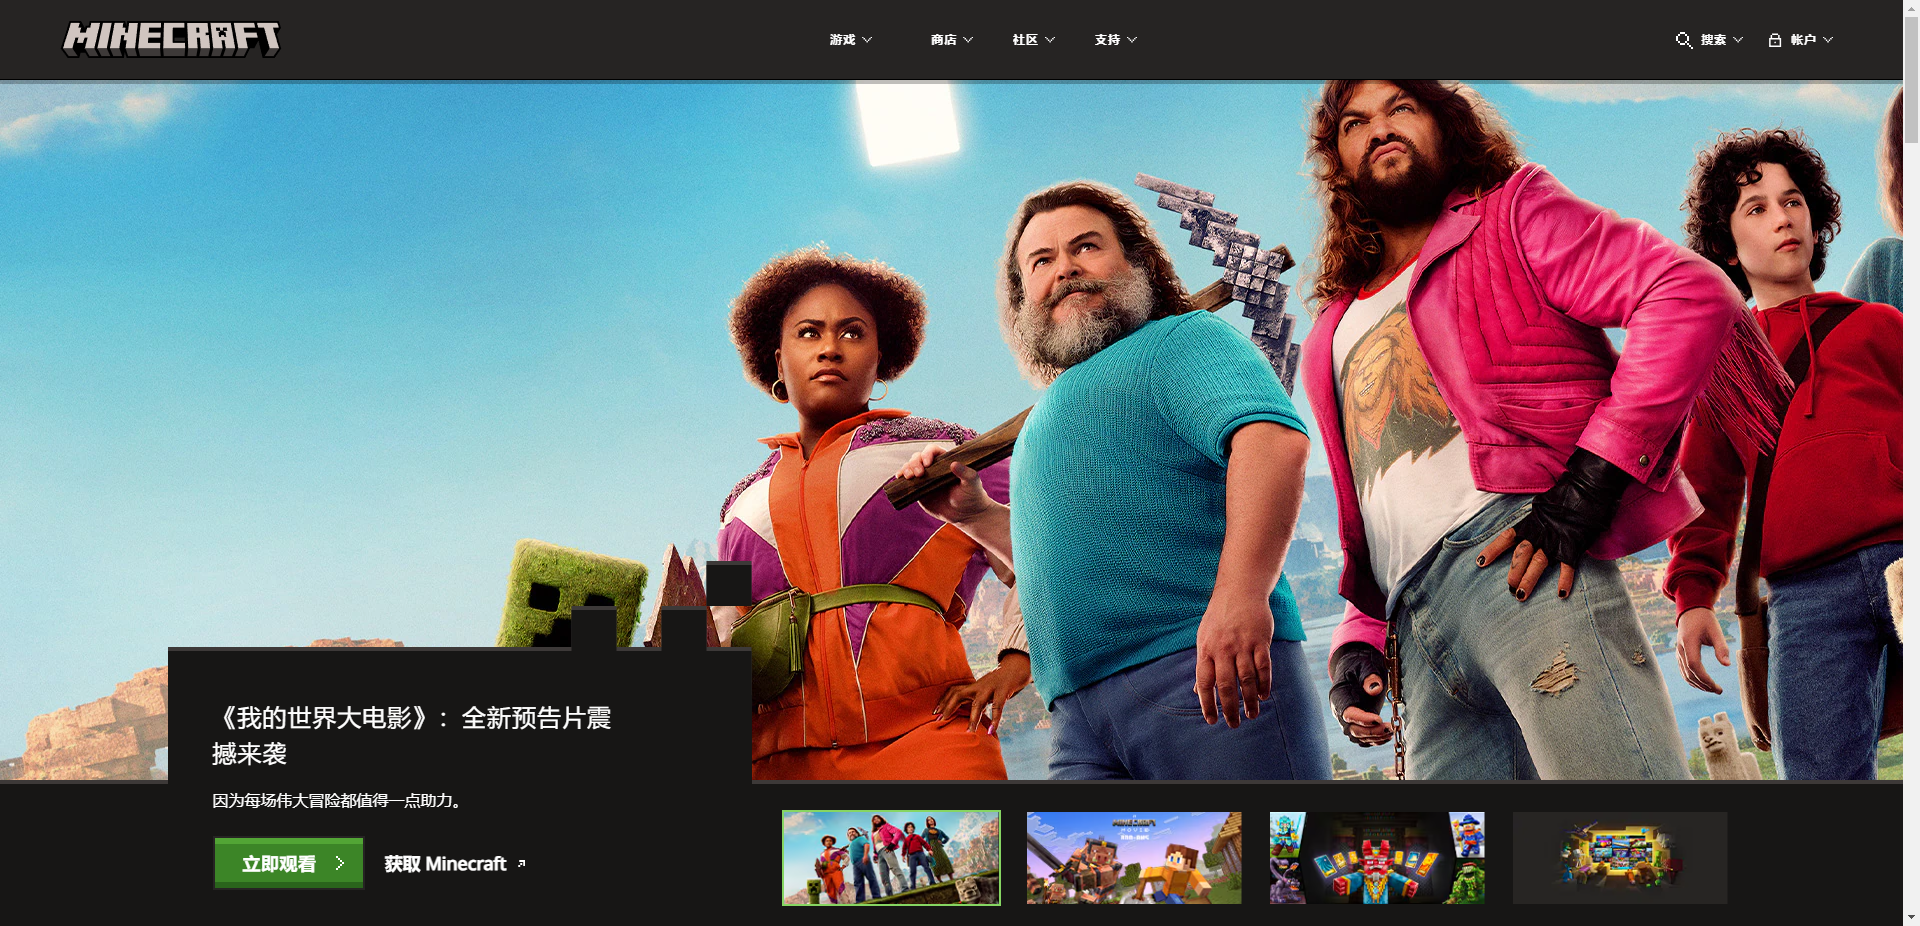 MINECRAFT
游戏
商店
社区
支持
搜索
帐户
《我的世界大电影》：全新预告片震
撼来袭
因为每场伟大冒险都值得一点助力。
立即观看
获取 Minecraft
MINECRAFT
MOVIE